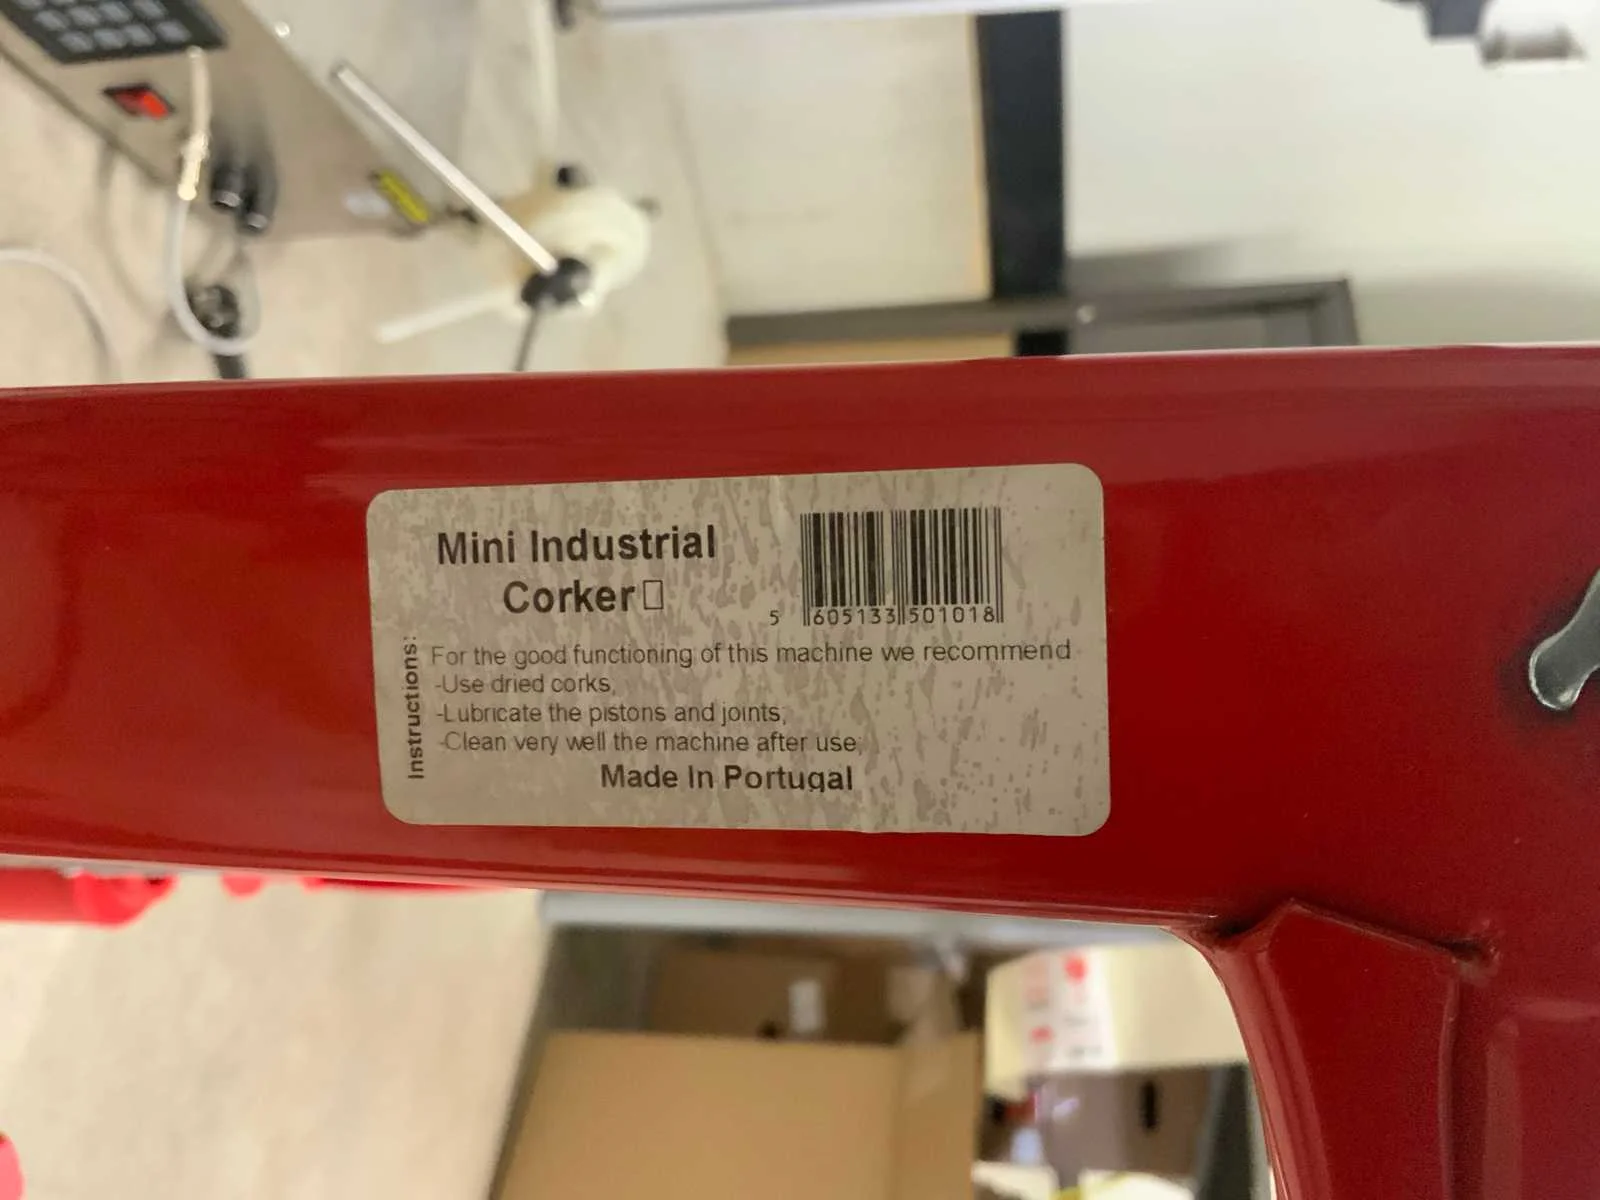 Mini Industrial
Corker▯
5 605133 501018
Instructions:
For the good functioning of this machine we recommend
-Use dried corks,
-Lubricate the pistons and joints,
-Clean very well the machine after use,
Made In Portugal